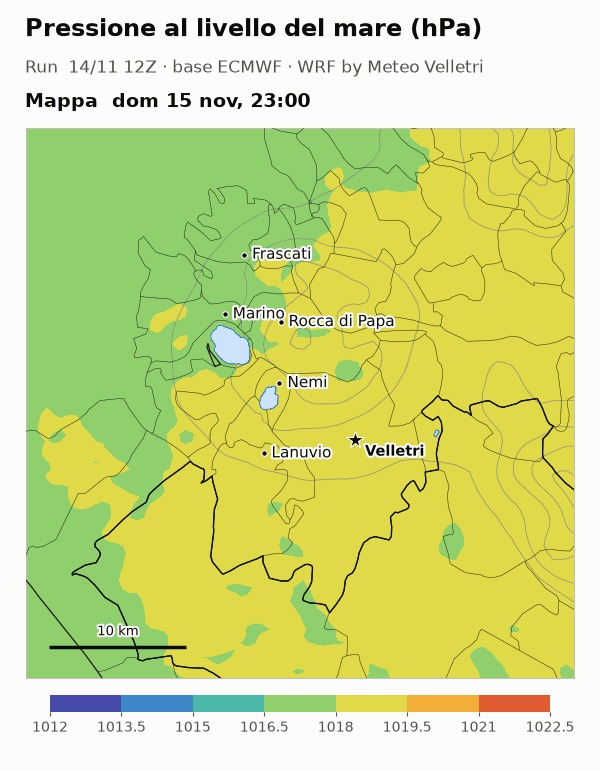 Pressione al livello del mare (hPa)
Run  14/11 12Z · base ECMWF · WRF by Meteo Velletri
Mappa  dom 15 nov, 23:00
Frascati
Marino
Rocca di Papa
Nemi
Velletri
Lanuvio
10 km
1012 1013.5 1015 1016.5 1018 1019.5 1021 1022.5